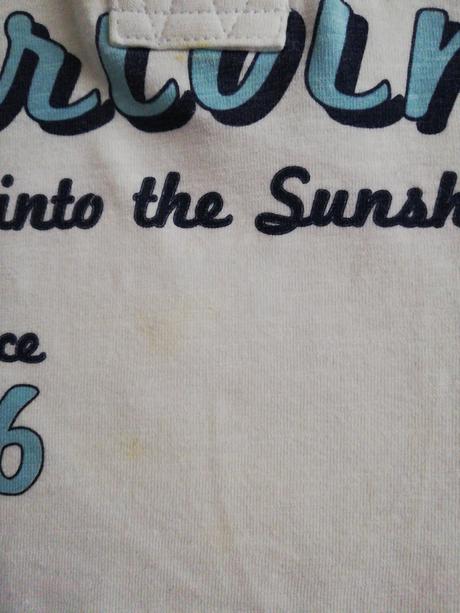 into the Sunsh
ce
6